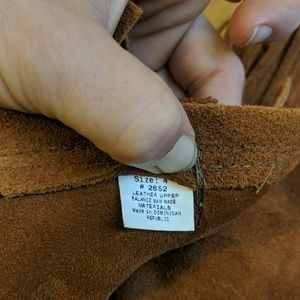 Size: 4
# 2652
LEATHER UPPER
BALANCE MAN MADE
MATERIALS
Made in DOMINICAN
REPUBLIC